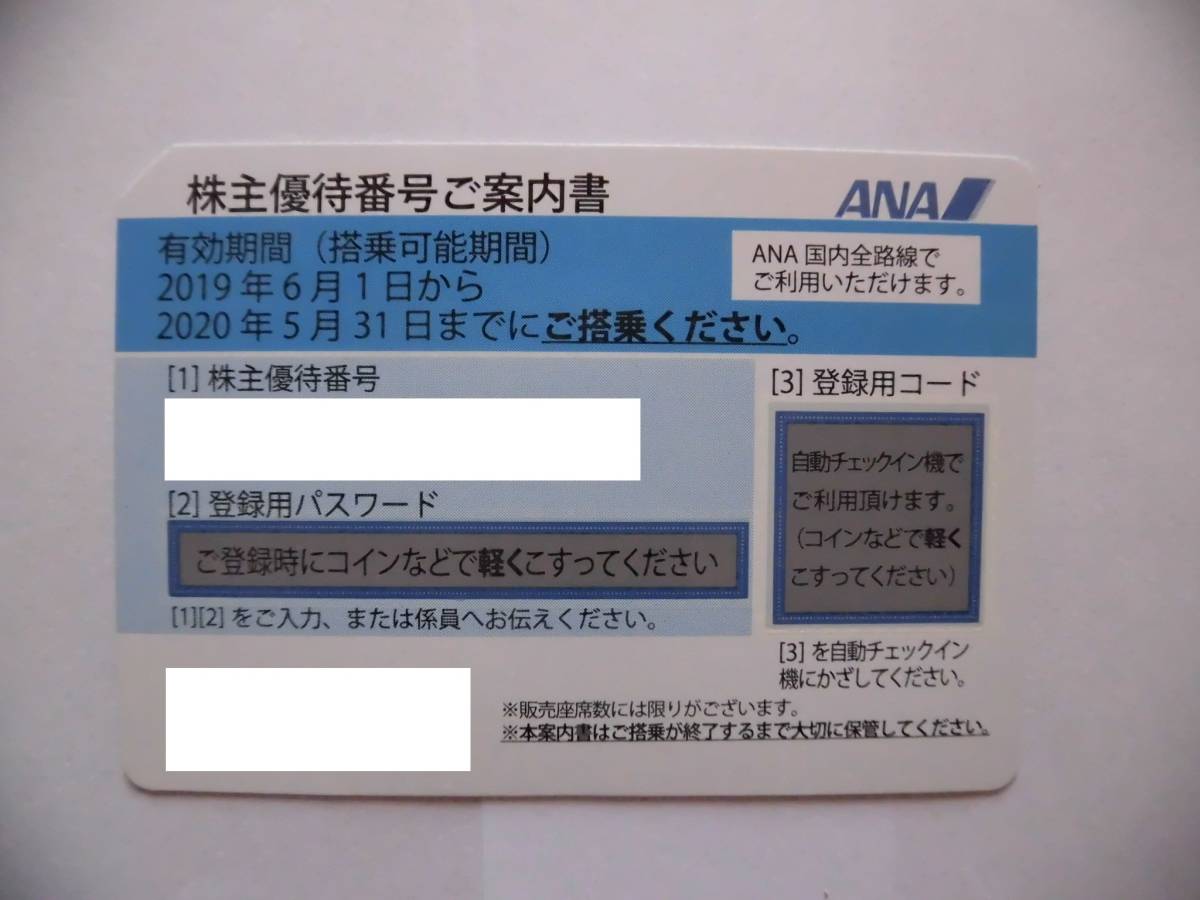 株主優待番号ご案内書
ANA
有効期間（搭乗可能期間）
2019年6月1日から
2020年5月31日までにご搭乗ください。
ANA国内全路線で
ご利用いただけます。
[1]株主優待番号
[2]登録用パスワード
ご登録時にコインなどで軽くこすってください
[1][2]をご入力、または係員へお伝えください。
[3]登録用コード
自動チェックイン機で
ご利用頂けます。
（コインなどで軽く
こすってください）
[3]を自動チェックイン
機にかざしてください。
※販売座席数には限りがございます。
※本案内書はご搭乗が終了するまで大切に保管してください。